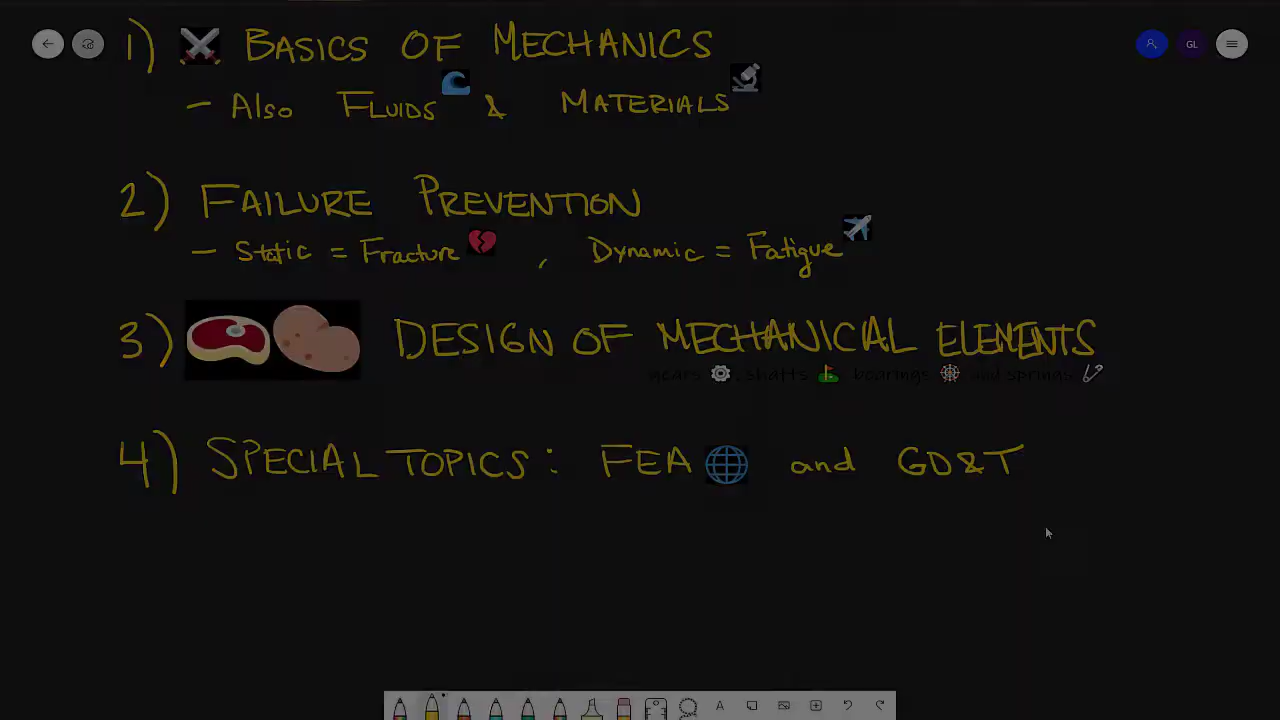 GL
1) BASICS OF MECHANICS
- Also FLUIDS & MATERIALS
2) FAILURE PREVENTION
- Static = Fracture , Dynamic = Fatigue
3) DESIGN OF MECHANICAL ELEMENTS
gears , shafts , bearings and springs
4) SPECIAL TOPICS: FEA and GD&T
A